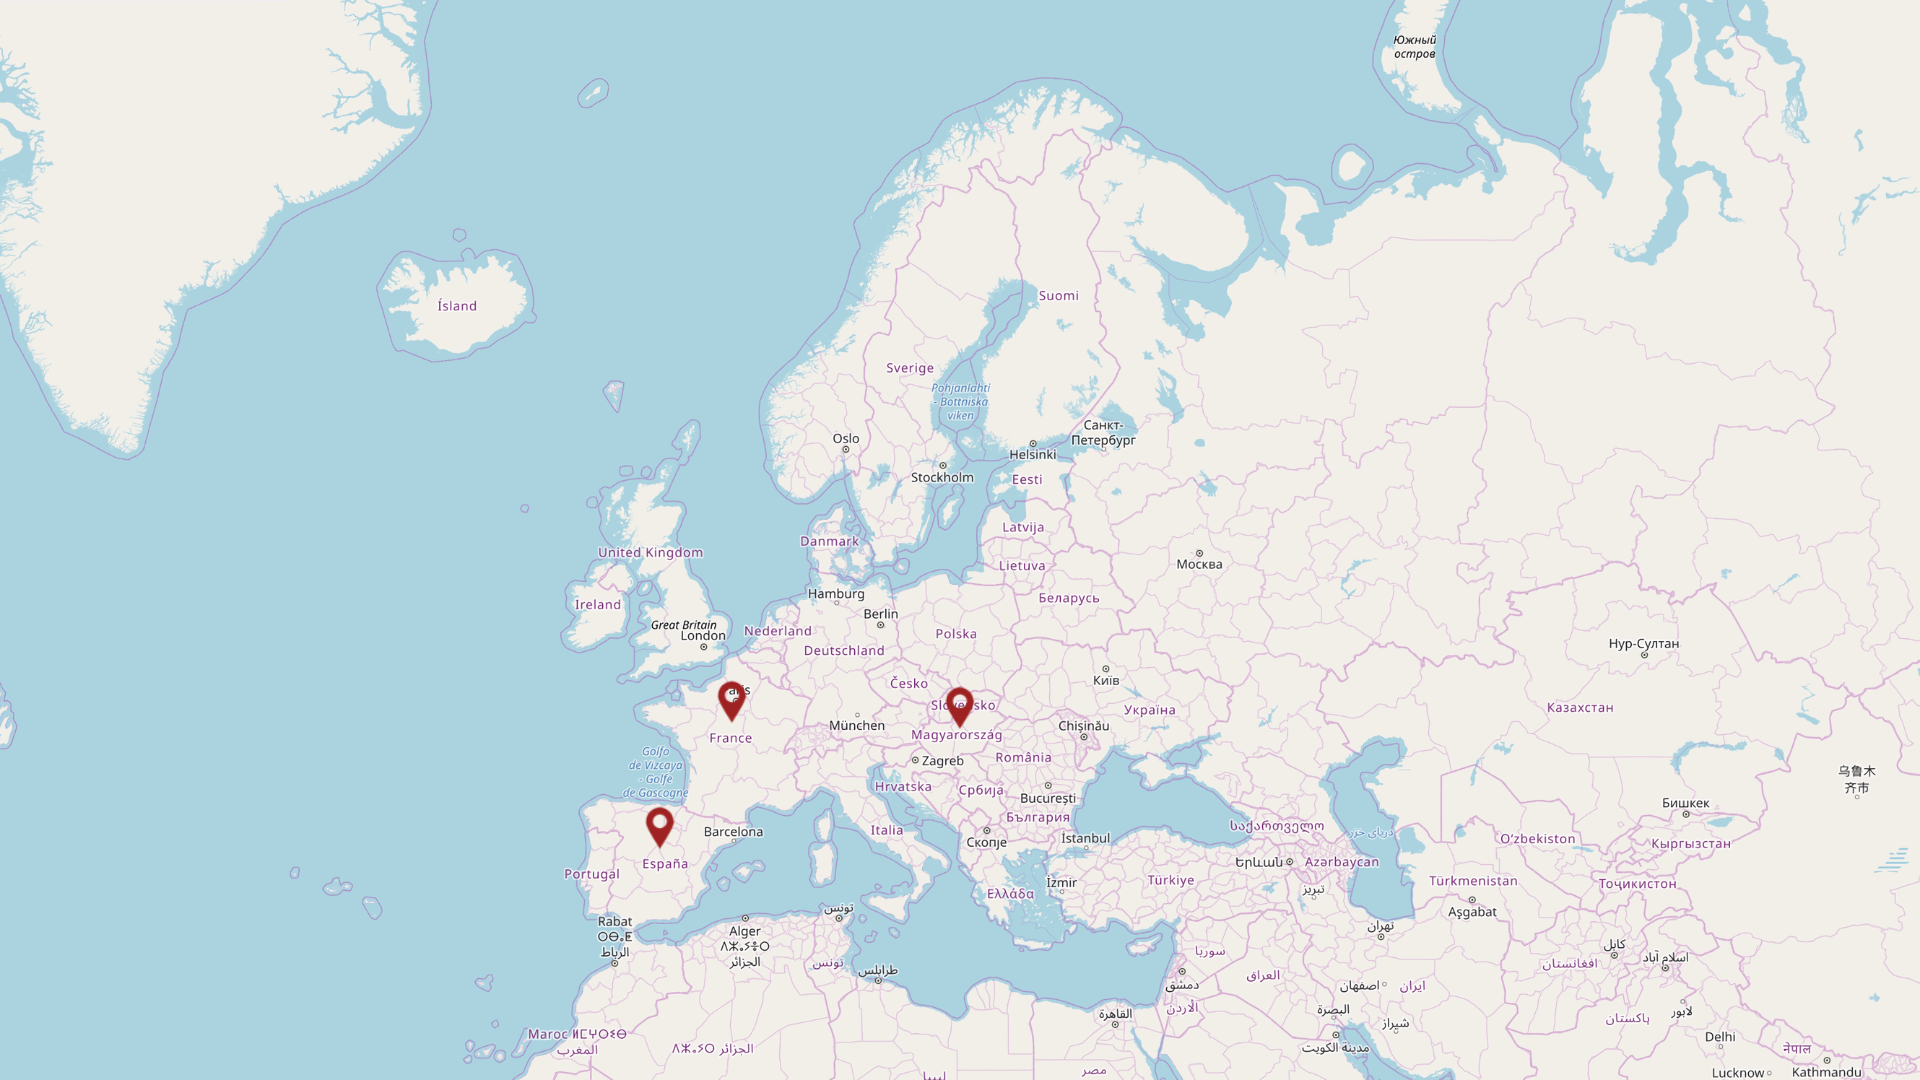 Южный
остров
Ísland
Suomi
Sverige
Pohjanlahti
- Bottniska
viken
Oslo
Санкт-
Петербург
Helsinki
Stockholm
Eesti
Latvija
Danmark
United Kingdom
Москва
Lietuva
Hamburg
Беларусь
Ireland
Berlin
Great Britain
London
Nederland
Polska
Deutschland
Нур-Султан
Київ
Česko
Slovensko
Казахстан
Україна
München
Chișinău
France
Magyarország
Golfo
de Vizcaya
- Golfe
de Gascogne
Zagreb
România
乌鲁木
齐市
Hrvatska
Србија
București
Бишкек
България
საქართველო
Barcelona
Italia
Скопје
İstanbul
دریای خزر
Oʻzbekiston
Кыргызстан
España
Երևան
Azərbaycan
Portugal
Ελλάδα
İzmir
Türkiye
تبریز
Türkmenistan
Тоҷикистон
Aşgabat
تونس
Rabat
ⵔⴱⴰⵟ
الرباط
Alger
الجزائر
تهران
کابل
اسلام آباد
سوريا
تونس
طرابلس
العراق
افغانستان
دمشق
اصفهان
ایران
الأردن
القاهرة
البصرة
شیراز
لاہور
پاکستان
Maroc ⵍⵎⵖⵔⵉⴱ
المغرب
Delhi
नेपाल
الجزائر
مدينة الكويت
مصر
ليبيا
Lucknow
Kathmandu